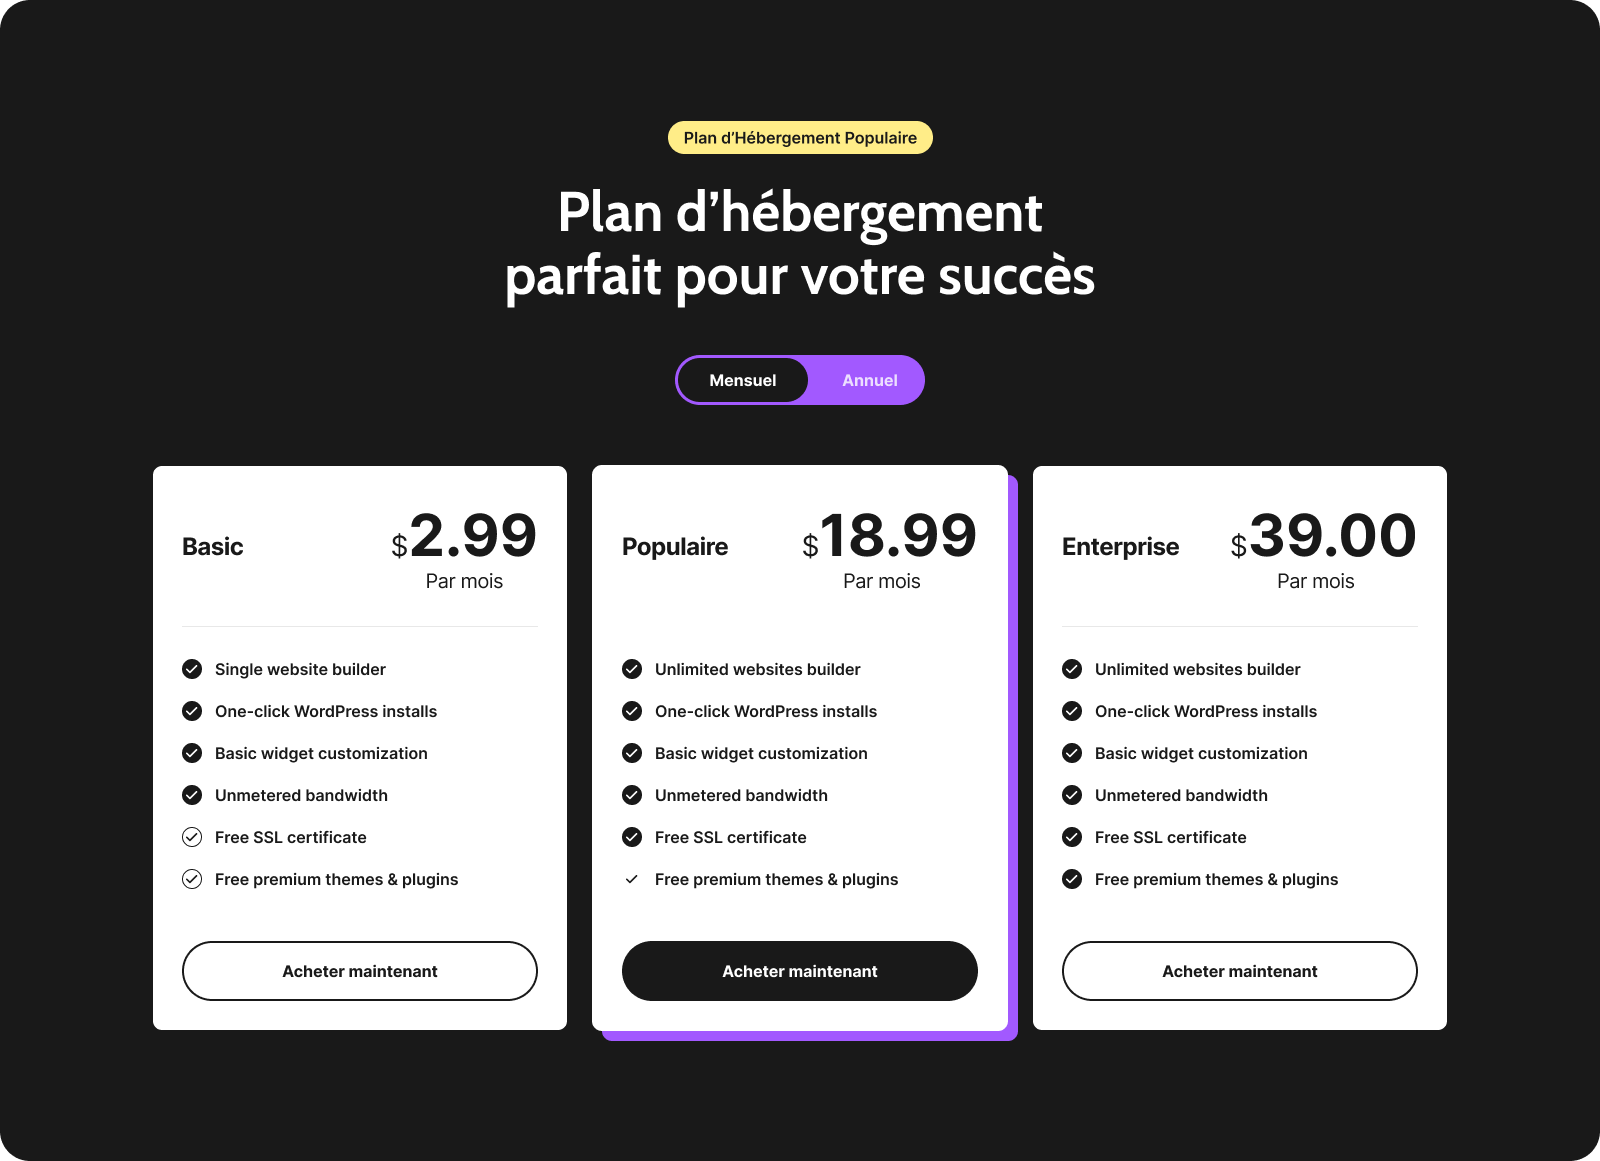 Plan d’Hébergement Populaire
Plan d’hébergement
parfait pour votre succès
Mensuel
Annuel
Basic
$2.99
Par mois
Single website builder
One-click WordPress installs
Basic widget customization
Unmetered bandwidth
Free SSL certificate
Free premium themes & plugins
Acheter maintenant
Populaire
$18.99
Par mois
Unlimited websites builder
One-click WordPress installs
Basic widget customization
Unmetered bandwidth
Free SSL certificate
Free premium themes & plugins
Acheter maintenant
Enterprise
$39.00
Par mois
Unlimited websites builder
One-click WordPress installs
Basic widget customization
Unmetered bandwidth
Free SSL certificate
Free premium themes & plugins
Acheter maintenant